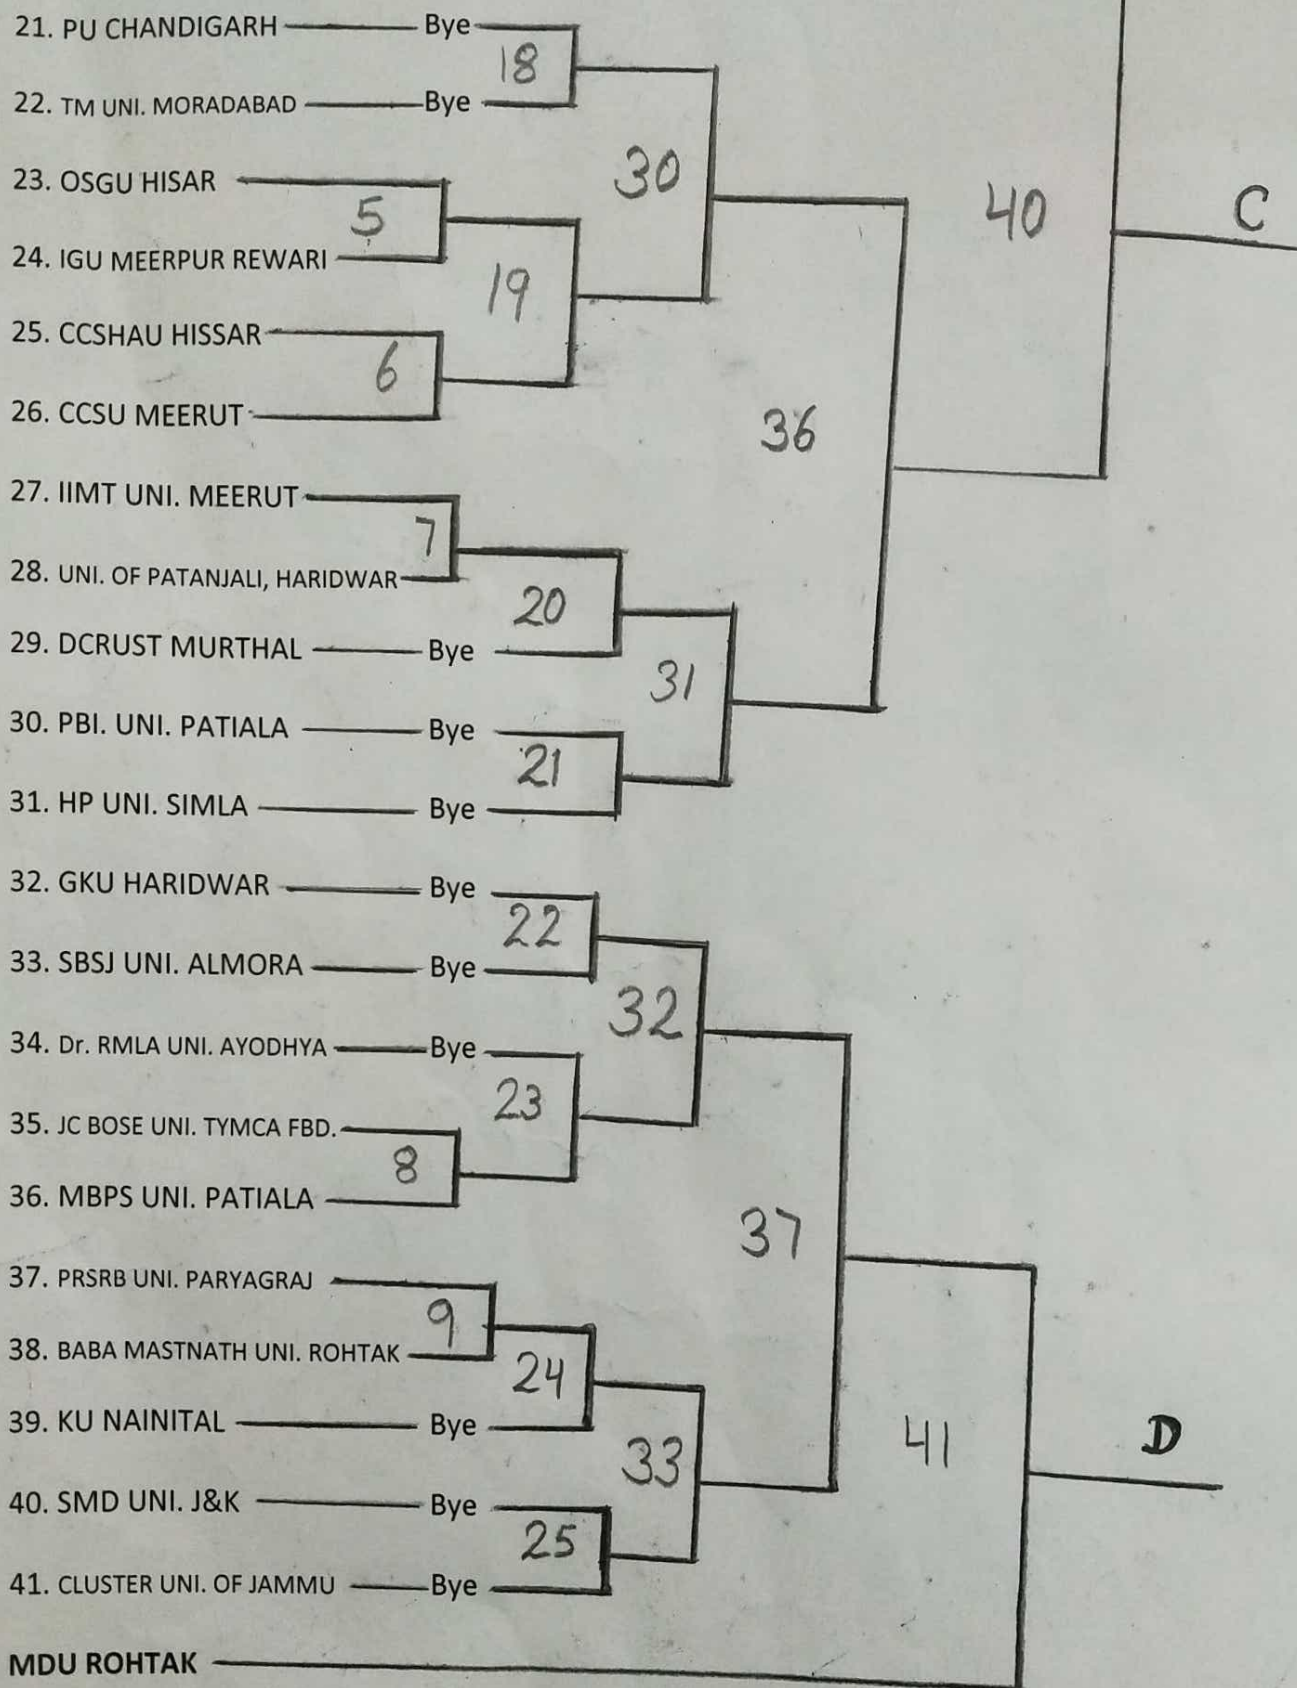 21. PU CHANDIGARH Bye
18
22. TM UNI. MORADABAD Bye
30
23. OSGU HISAR
5
40 C
24. IGU MEERPUR REWARI
19
25. CCSHAU HISSAR
6
26. CCSU MEERUT
36
27. IIMT UNI. MEERUT
7
28. UNI. OF PATANJALI, HARIDWAR
20
29. DCRUST MURTHAL Bye
31
30. PBI. UNI. PATIALA Bye
21
31. HP UNI. SIMLA Bye
32. GKU HARIDWAR Bye
22
33. SBSJ UNI. ALMORA Bye
32
34. Dr. RMLA UNI. AYODHYA Bye
23
35. JC BOSE UNI. TYMCA FBD.
8
36. MBPS UNI. PATIALA
37
37. PRSRB UNI. PARYAGRAJ
9
38. BABA MASTNATH UNI. ROHTAK
24
39. KU NAINITAL Bye
33 41 D
40. SMD UNI. J&K Bye
25
41. CLUSTER UNI. OF JAMMU Bye
MDU ROHTAK